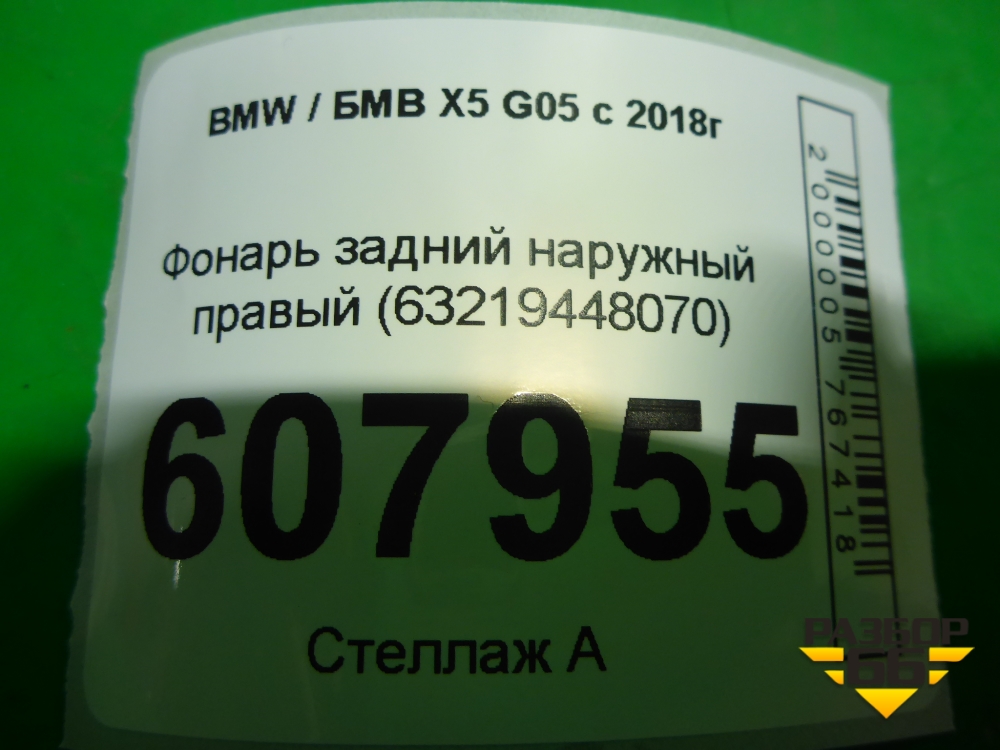 BMW / БМВ X5 G05 с 2018г
Фонарь задний наружный
правый (63219448070)
607955
Стеллаж А
2000005767418
РАЗБОР
66